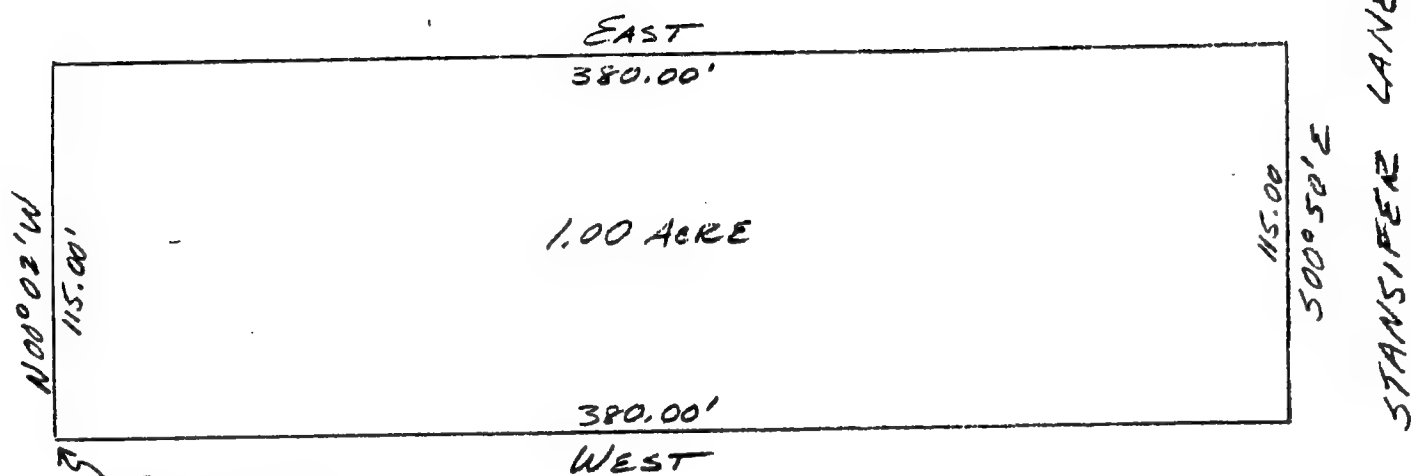 EAST
380.00'
N00°02'W
115.00'
1.00 ACRE
115.00
S00°50'E
STANSIFER LANE
380.00'
WEST